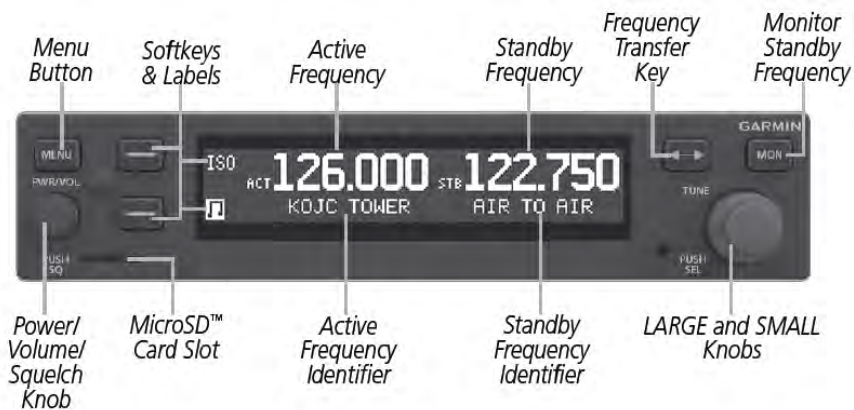 Menu
Button
Softkeys
& Labels
Active
Frequency
Standby
Frequency
Frequency
Transfer
Key
Monitor
Standby
Frequency
GARMIN
MENU
MON
PWR/VOL
TUNE
ISO
ACT 126.000 STB 122.750
KOJC TOWER AIR TO AIR
PUSH
SQ
PUSH
SEL
Power/
Volume/
Squelch
Knob
MicroSD™
Card Slot
Active
Frequency
Identifier
Standby
Frequency
Identifier
LARGE and SMALL
Knobs